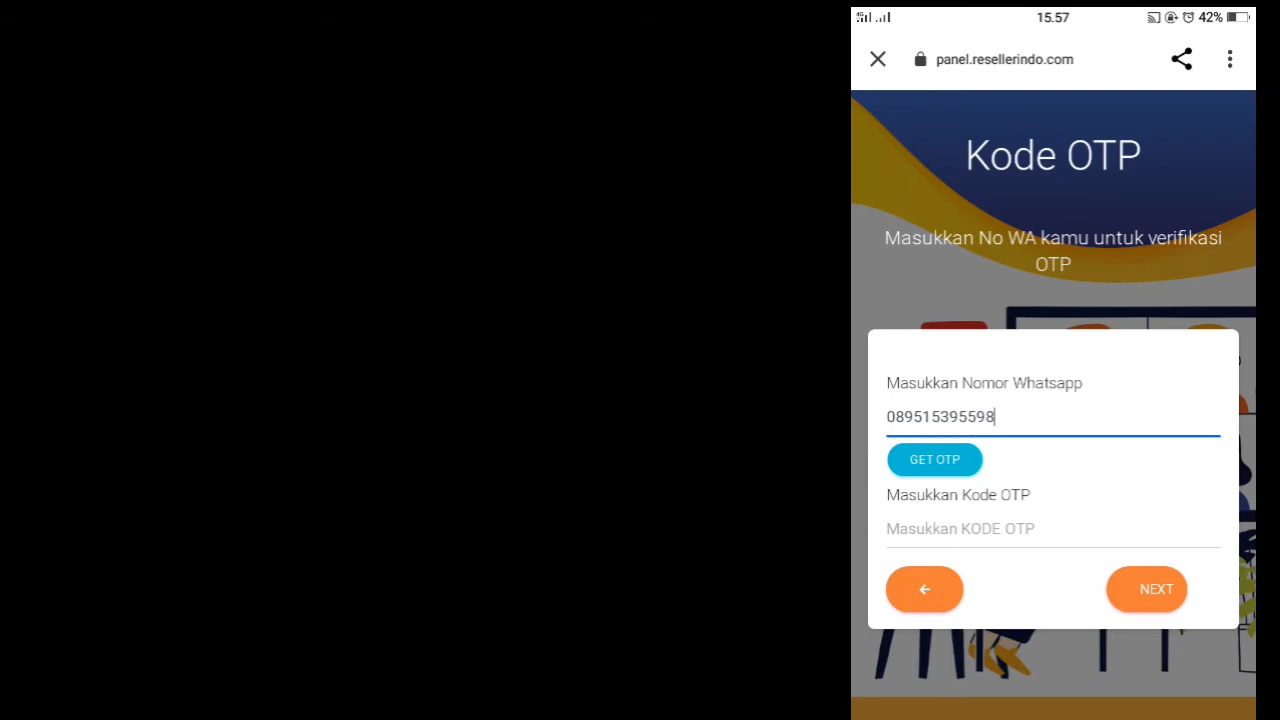 15.57
42%
panel.resellerindo.com
Kode OTP
Masukkan No WA kamu untuk verifikasi
OTP
Masukkan Nomor Whatsapp
089515395598
GET OTP
Masukkan Kode OTP
Masukkan KODE OTP
NEXT